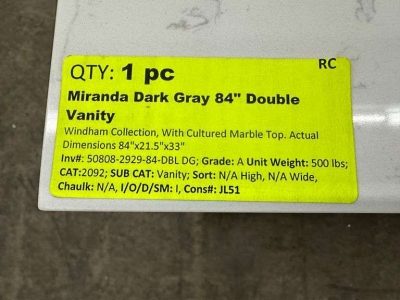 RC
QTY: 1 pc
Miranda Dark Gray 84" Double
Vanity
Windham Collection, With Cultured Marble Top. Actual
Dimensions 84"x21.5"x33"
Inv#: 50808-2929-84-DBL DG; Grade: A Unit Weight: 500 lbs;
CAT:2092; SUB CAT: Vanity; Sort: N/A High, N/A Wide,
Chaulk: N/A, I/O/D/SM: I, Cons#: JL51